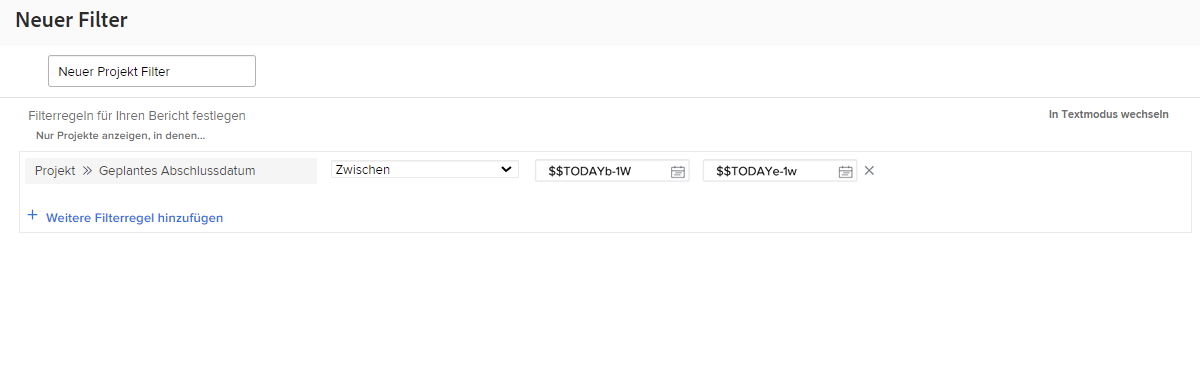 Neuer Filter
Neuer Projekt Filter
Filterregeln für Ihren Bericht festlegen
In Textmodus wechseln
Nur Projekte anzeigen, in denen...
Projekt » Geplantes Abschlussdatum Zwischen $$TODAYb-1W $$TODAYe-1w
+ Weitere Filterregel hinzufügen